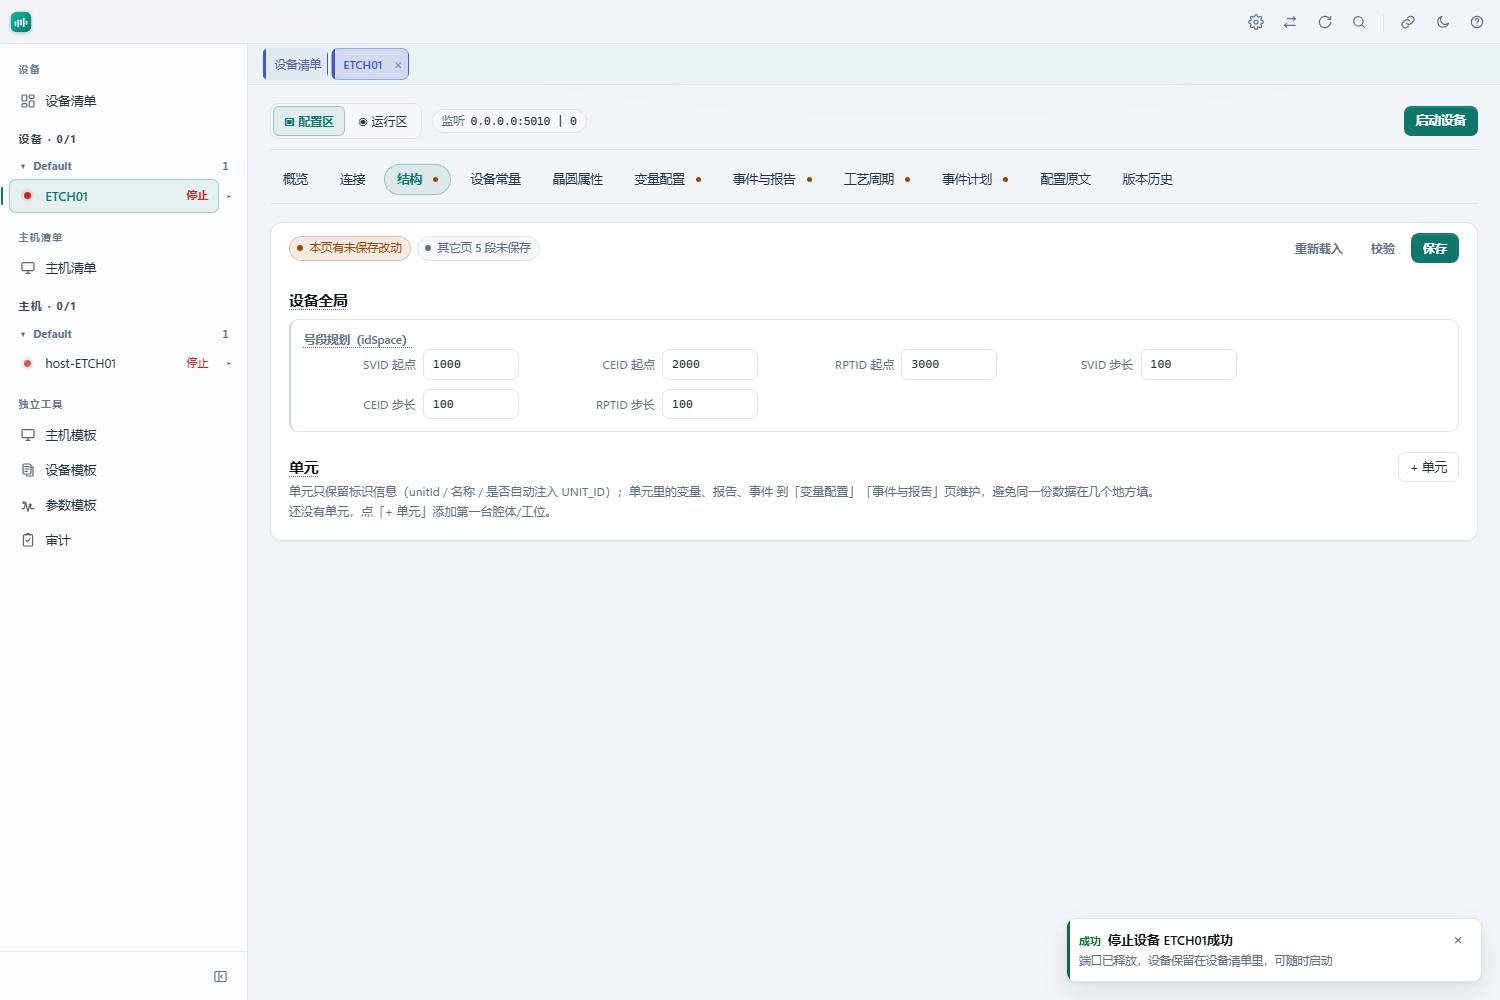 设备
设备清单
设备 · 0/1
Default 1
ETCH01 停止
主机清单
主机清单
主机 · 0/1
Default 1
host-ETCH01 停止
独立工具
主机模板
设备模板
参数模板
审计
设备清单 ETCH01 ×
配置区 运行区 监听 0.0.0.0:5010 | 0 启动设备
概览 连接 结构 设备常量 晶圆属性 变量配置 事件与报告 工艺周期 事件计划 配置原文 版本历史
本页有未保存改动 其它页 5 段未保存 重新载入 校验 保存
设备全局
号段规划（idSpace）
SVID 起点 1000 CEID 起点 2000 RPTID 起点 3000 SVID 步长 100
CEID 步长 100 RPTID 步长 100
单元 + 单元
单元只保留标识信息（unitId / 名称 / 是否自动注入 UNIT_ID）；单元里的变量、报告、事件 到「变量配置」「事件与报告」页维护，避免同一份数据在几个地方填。
还没有单元，点「+ 单元」添加第一台腔体/工位。
成功 停止设备 ETCH01成功 ×
端口已释放，设备保留在设备清单里，可随时启动